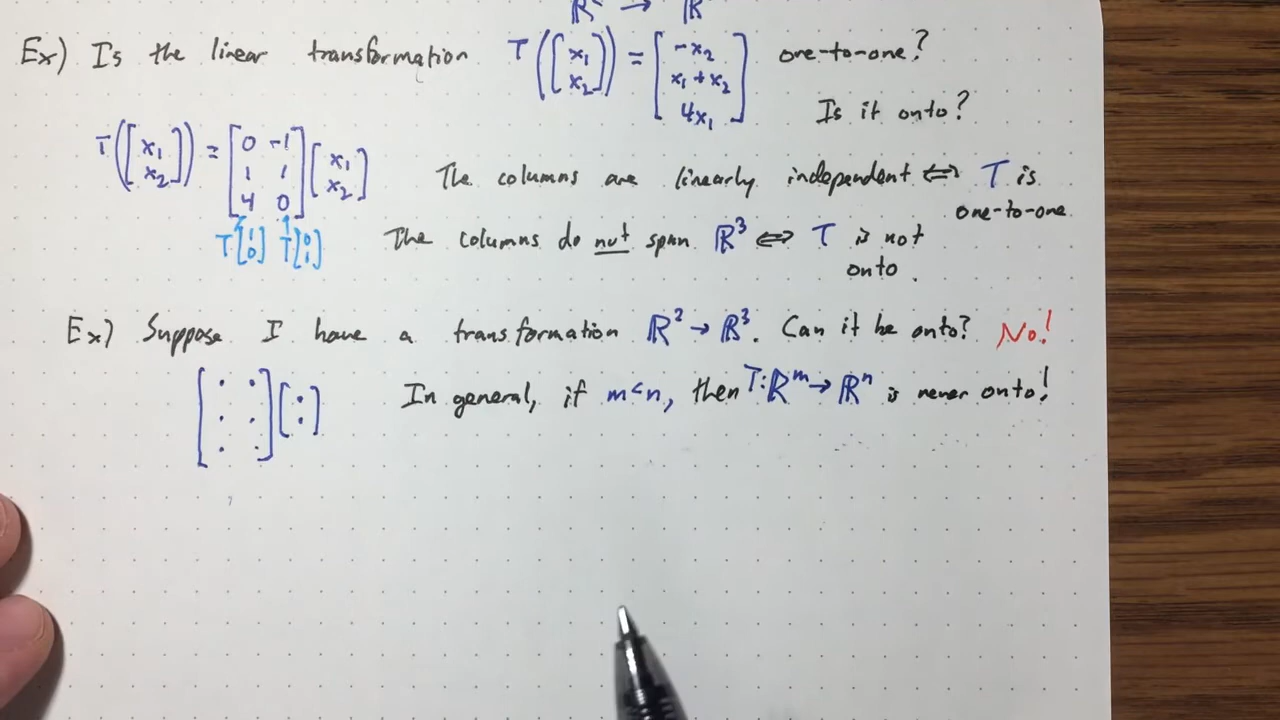 ℝ² → ℝ
Ex) Is the linear transformation T([x₁ x₂]) = [-x₂ x₁ + x₂ 4x₁] one-to-one?
Is it onto?
T([x₁ x₂]) = [0 -1 1 1 4 0][x₁ x₂]
The columns are linearly independent ⟺ T is one-to-one
T[1 0] T[0 1]
The columns do not span ℝ³ ⟺ T is not onto.
Ex) Suppose I have a transformation ℝ² → ℝ³. Can it be onto? No!
In general, if m<n, then T: ℝᵐ → ℝⁿ is never onto!